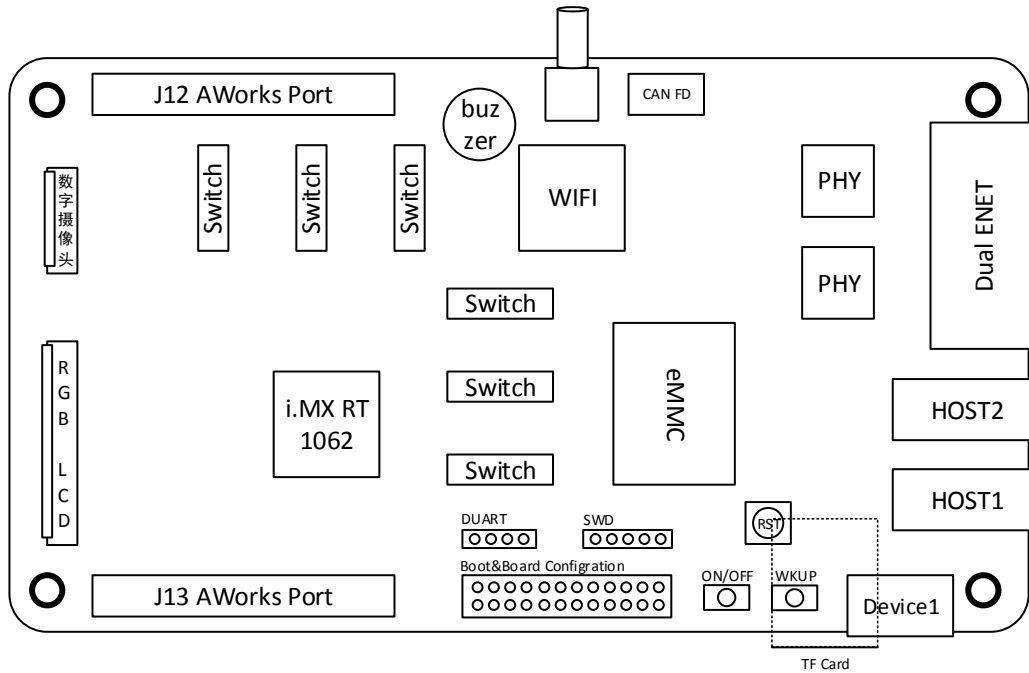 J12 AWorks Port
buz
zer
CAN FD
数字摄像头
Switch
Switch
Switch
WIFI
PHY
PHY
Dual ENET
Switch
Switch
Switch
eMMC
i.MX RT
1062
RGB LCD
HOST2
HOST1
RST
DUART
SWD
Boot&Board Configration
ON/OFF
WKUP
Device1
J13 AWorks Port
TF Card